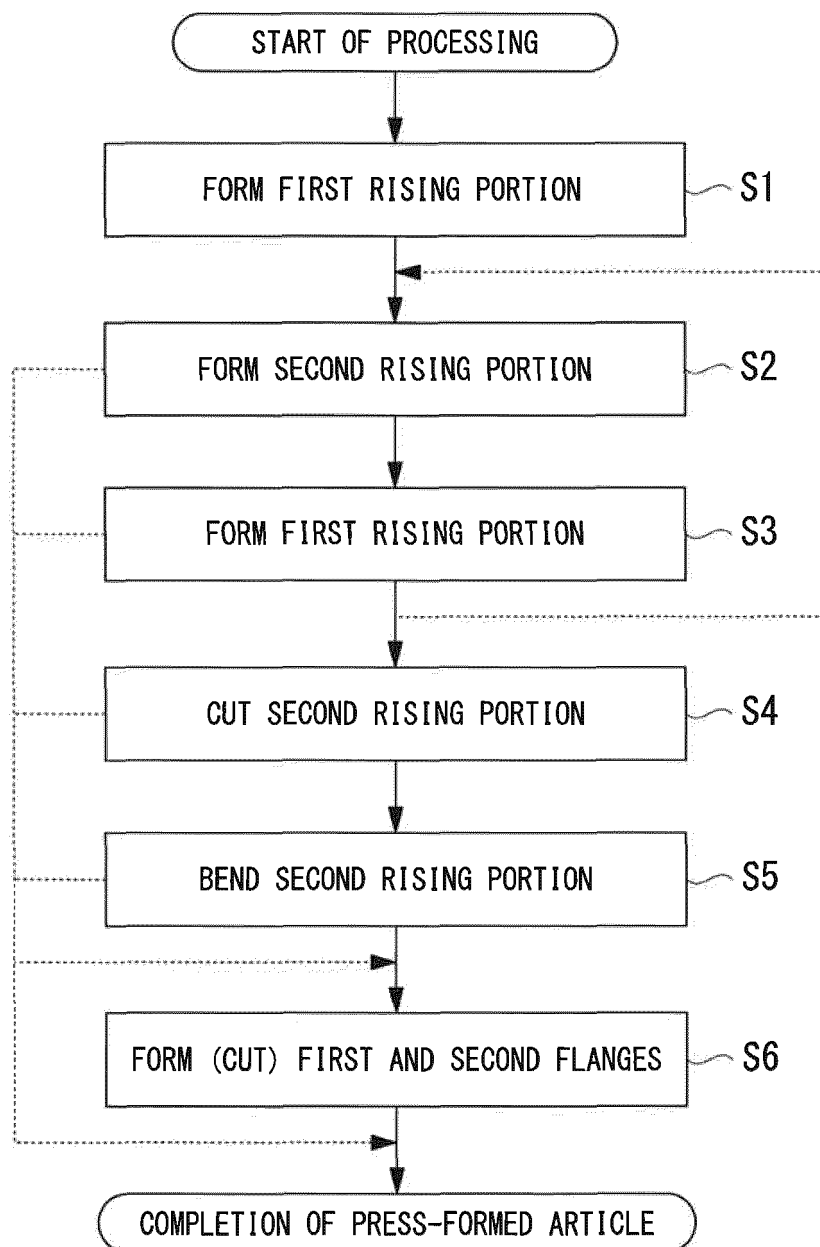 START OF PROCESSING
FORM FIRST RISING PORTION
S1
FORM SECOND RISING PORTION
S2
FORM FIRST RISING PORTION
S3
CUT SECOND RISING PORTION
S4
BEND SECOND RISING PORTION
S5
FORM (CUT) FIRST AND SECOND FLANGES
S6
COMPLETION OF PRESS-FORMED ARTICLE